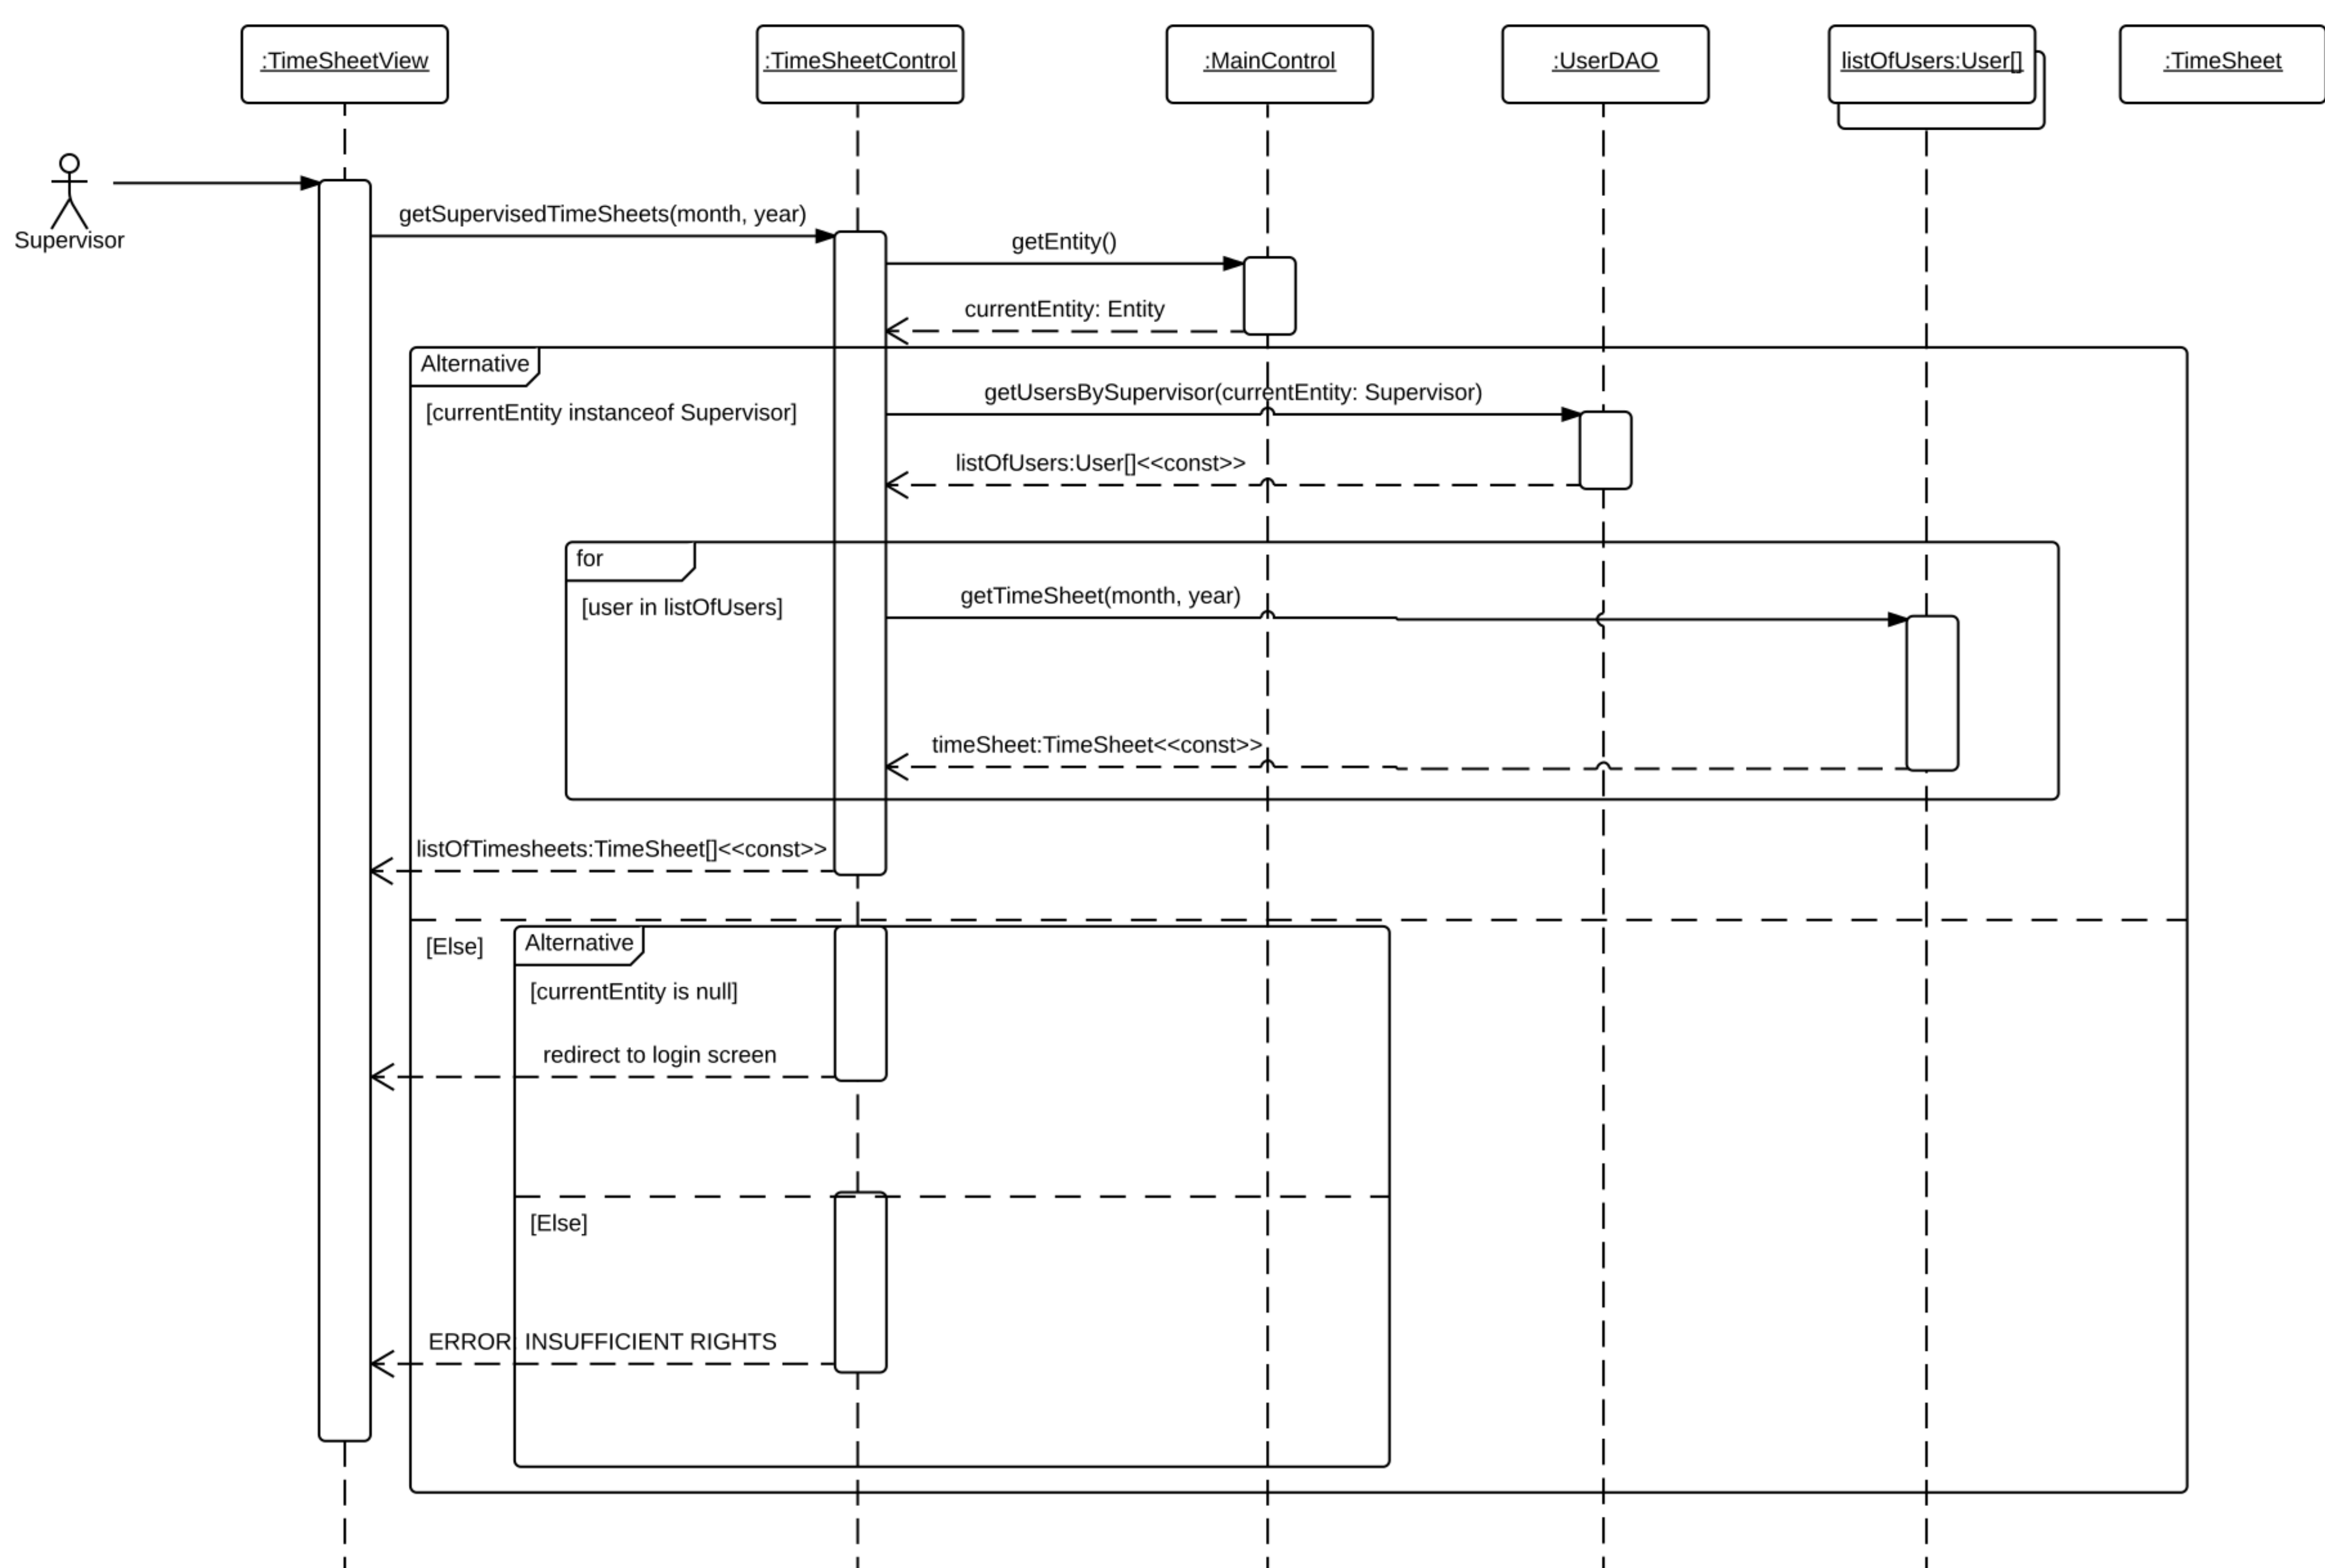 :TimeSheetView
:TimeSheetControl
:MainControl
:UserDAO
listOfUsers:User[]
:TimeSheet
Supervisor
getSupervisedTimeSheets(month, year)
getEntity()
currentEntity: Entity
Alternative
[currentEntity instanceof Supervisor]
getUsersBySupervisor(currentEntity: Supervisor)
listOfUsers:User[]<<const>>
for
[user in listOfUsers]
getTimeSheet(month, year)
timeSheet:TimeSheet<<const>>
listOfTimesheets:TimeSheet[]<<const>>
[Else]
Alternative
[currentEntity is null]
redirect to login screen
[Else]
ERROR: INSUFFICIENT RIGHTS